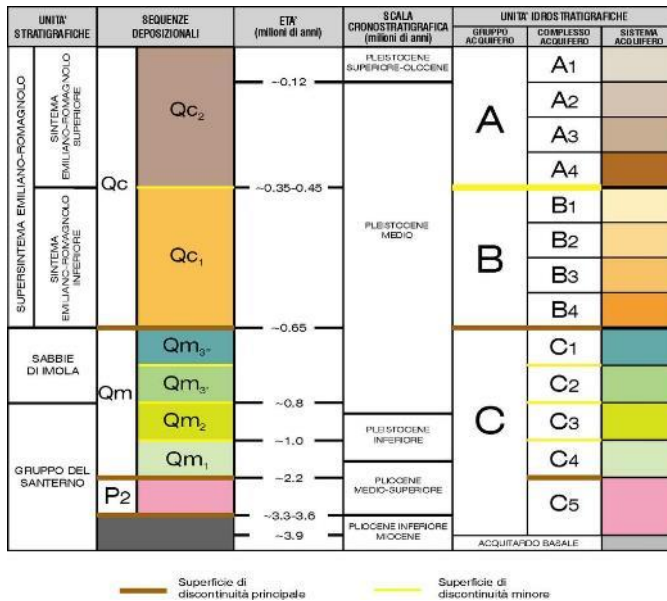 UNITA'
STRATIGRAFICHE
SEQUENZE
DEPOSIZIONALI
ETA'
(milioni di anni)
SCALA
CRONOSTRATIGRAFICA
(milioni di anni)
UNITA' IDROSTRATIGRAFICHE
GRUPPO
ACQUIFERO
COMPLESSO
ACQUIFERO
SISTEMA
ACQUIFERO
SUPERSINTEMA EMILIANO-ROMAGNOLO
SINTEMA
EMILIANO-ROMAGNOLO
SUPERIORE
SINTEMA
EMILIANO-ROMAGNOLO
INFERIORE
SABBIE
DI IMOLA
GRUPPO DEL
SANTERNO
Qc
Qm
P2
Qc2
Qc1
Qm3"
Qm3'
Qm2
Qm1
~0.12
~0.35-0.45
~0.65
~0.8
~1.0
~2.2
~3.3-3.6
~3.9
PLEISTOCENE
SUPERIORE-OLOCENE
PLEISTOCENE
MEDIO
PLEISTOCENE
INFERIORE
PLIOCENE
MEDIO-SUPERIORE
PLIOCENE INFERIORE
MIOCENE
A
B
C
A1
A2
A3
A4
B1
B2
B3
B4
C1
C2
C3
C4
C5
ACQUITARDO BASALE
Superficie di
discontinuità principale
Superficie di
discontinuità minore